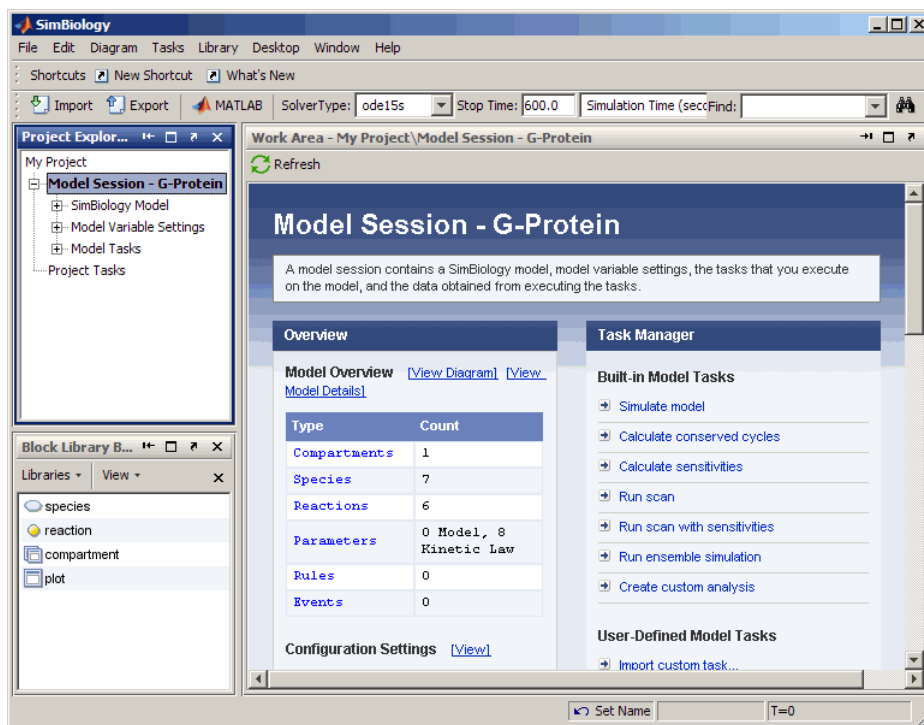 SimBiology
File Edit Diagram Tasks Library Desktop Window Help
Shortcuts New Shortcut What's New
Import Export MATLAB SolverType: ode15s Stop Time: 600.0 Simulation Time (secc Find:
Project Explor...
My Project
Model Session - G-Protein
SimBiology Model
Model Variable Settings
Model Tasks
Project Tasks
Block Library B...
Libraries View
species
reaction
compartment
plot
Work Area - My Project\Model Session - G-Protein
Refresh
Model Session - G-Protein
A model session contains a SimBiology model, model variable settings, the tasks that you execute
on the model, and the data obtained from executing the tasks.
Overview
Model Overview [View Diagram] [View
Model Details]
Type Count
Compartments 1
Species 7
Reactions 6
Parameters 0 Model, 8
Kinetic Law
Rules 0
Events 0
Configuration Settings [View]
Task Manager
Built-in Model Tasks
Simulate model
Calculate conserved cycles
Calculate sensitivities
Run scan
Run scan with sensitivities
Run ensemble simulation
Create custom analysis
User-Defined Model Tasks
Import custom task...
Set Name T=0